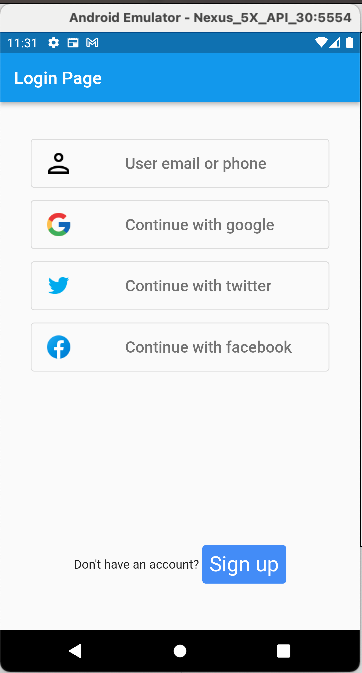 Android Emulator - Nexus_5X_API_30:5554
11:31
Login Page
User email or phone
Continue with google
Continue with twitter
Continue with facebook
Don't have an account? Sign up